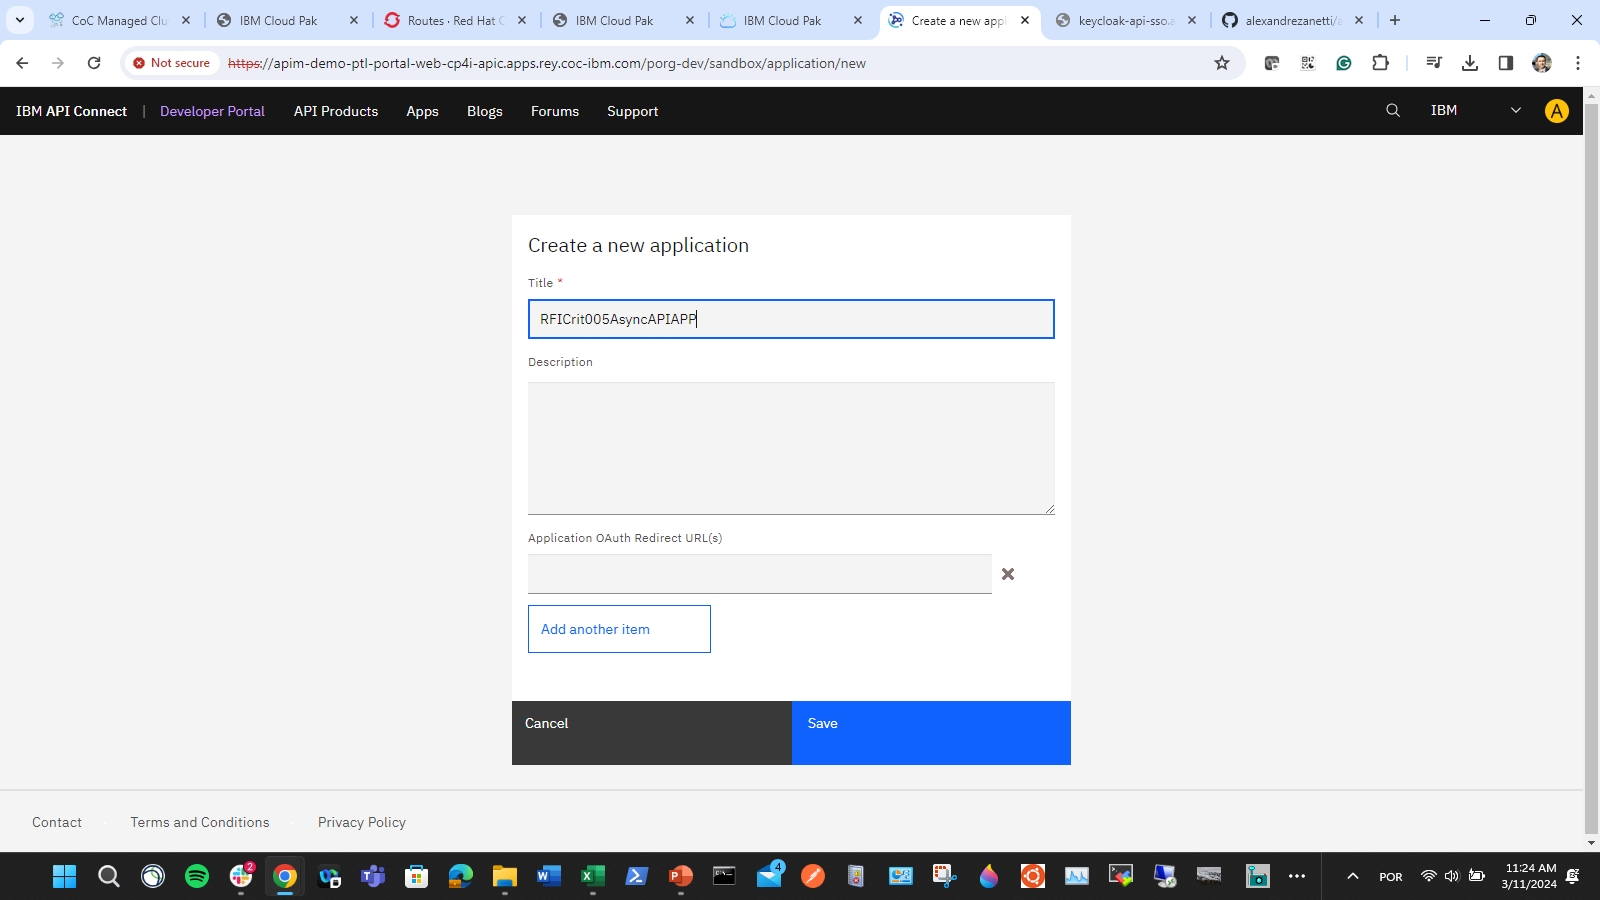 CoC Managed Clu
IBM Cloud Pak
Routes · Red Hat C
IBM Cloud Pak
IBM Cloud Pak
Create a new appl
keycloak-api-sso.a
alexandrezanetti/a
Not secure
https://apim-demo-ptl-portal-web-cp4i-apic.apps.rey.coc-ibm.com/porg-dev/sandbox/application/new
IBM API Connect | Developer Portal API Products Apps Blogs Forums Support IBM A
Create a new application
Title *
RFICrit005AsyncAPIAPP
Description
Application OAuth Redirect URL(s)
Add another item
Cancel
Save
Contact
Terms and Conditions
Privacy Policy
2
4
POR
11:24 AM
3/11/2024